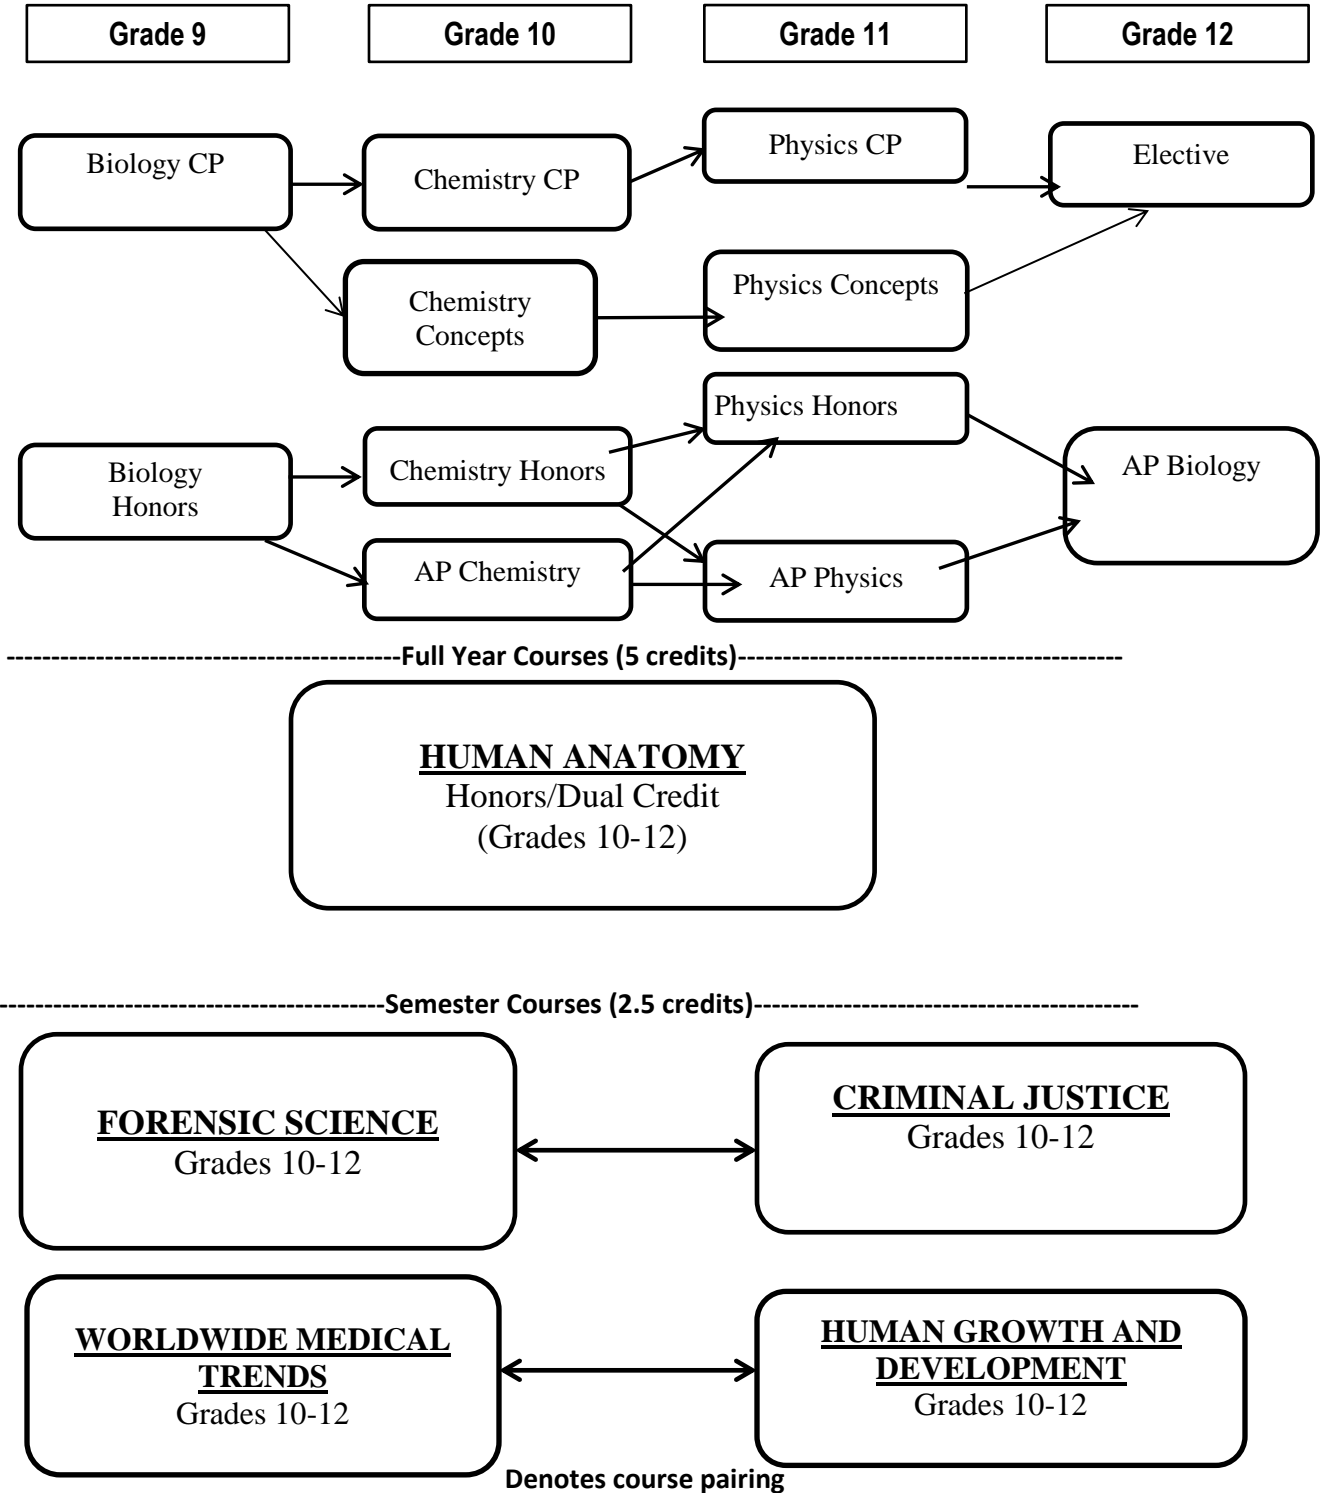 Grade 9
Grade 10
Grade 11
Grade 12
Biology CP
Chemistry CP
Physics CP
Elective
Chemistry
Concepts
Physics Concepts
Biology
Honors
Chemistry Honors
Physics Honors
AP Biology
AP Chemistry
AP Physics
-----------------------------------------------Full Year Courses (5 credits)-------------------------------------------
HUMAN ANATOMY
Honors/Dual Credit
(Grades 10-12)
-----------------------------------------------Semester Courses (2.5 credits)-------------------------------------------
FORENSIC SCIENCE
Grades 10-12
CRIMINAL JUSTICE
Grades 10-12
WORLDWIDE MEDICAL
TRENDS
Grades 10-12
HUMAN GROWTH AND
DEVELOPMENT
Grades 10-12
Denotes course pairing